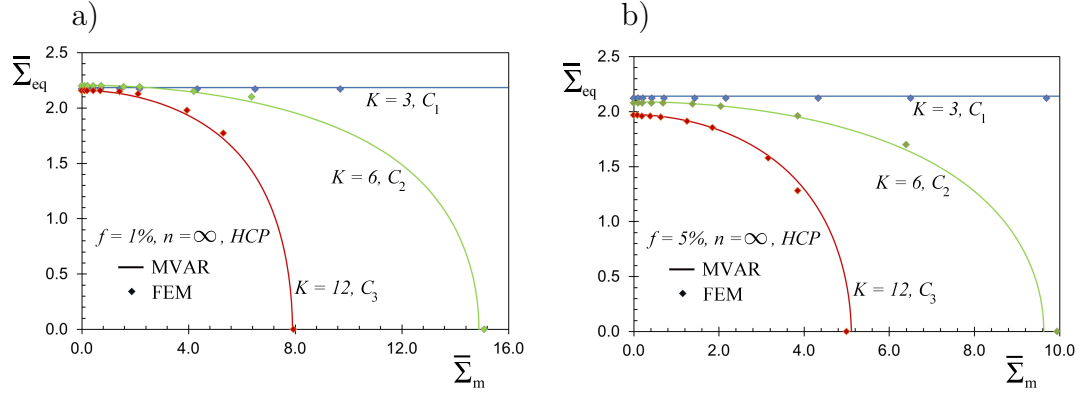 a)
2.5
2.0
1.5
1.0
0.5
0.0
Σ̅eq
K = 3, C₁
K = 6, C₂
f = 1%, n = ∞ , HCP
MVAR
FEM
K = 12, C₃
0.0 4.0 8.0 12.0 16.0
Σ̅m
b)
2.5
2.0
1.5
1.0
0.5
0.0
Σ̅eq
K = 3, C₁
K = 6, C₂
f = 5%, n = ∞ , HCP
MVAR
FEM
K = 12, C₃
0.0 2.0 4.0 6.0 8.0 10.0
Σ̅m